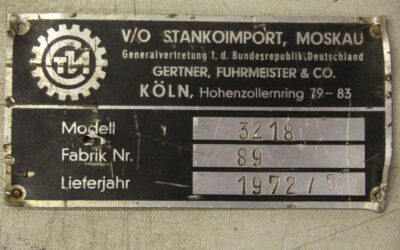 V/O STANKOIMPORT, MOSKAU
Generalvertretung f. d. Bundesrepublik Deutschland
GERTNER, FUHRMEISTER & CO.
KÖLN, Hohenzollernring 79-83
Modell 3218
Fabrik Nr. 89
Lieferjahr 1972/5